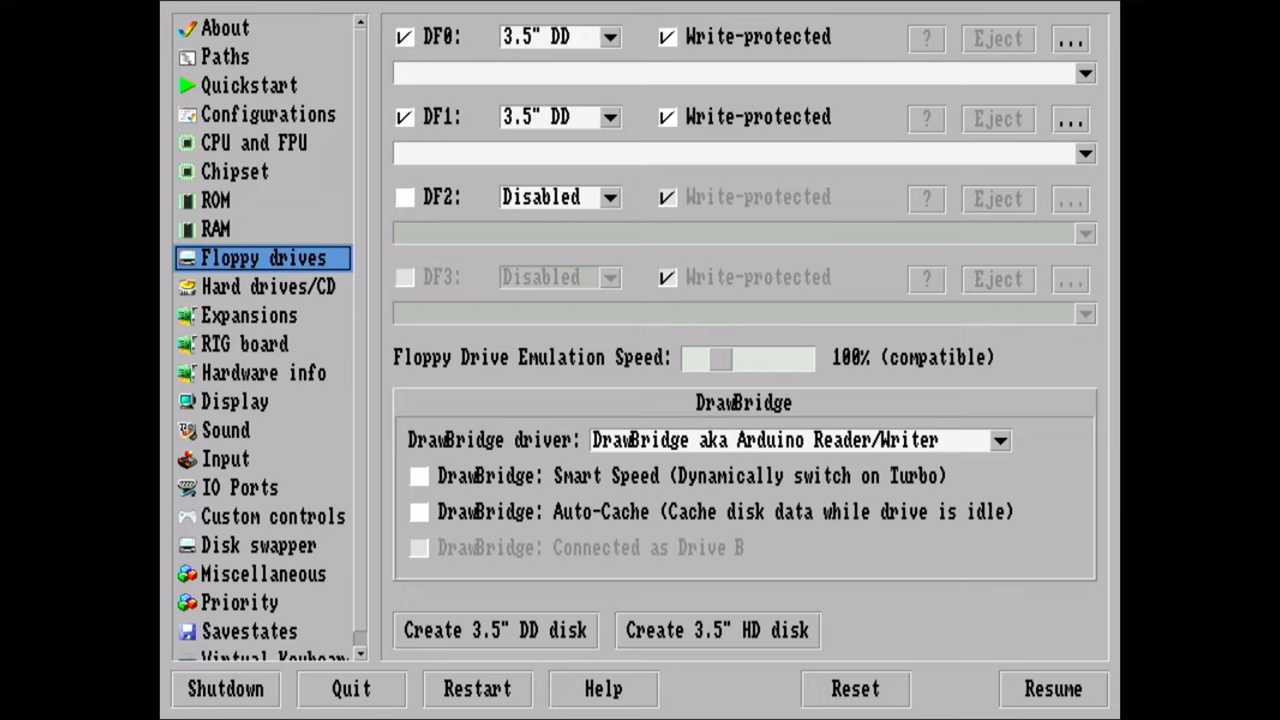 About
Paths
Quickstart
Configurations
CPU and FPU
Chipset
ROM
RAM
Floppy drives
Hard drives/CD
Expansions
RTG board
Hardware info
Display
Sound
Input
IO Ports
Custom controls
Disk swapper
Miscellaneous
Priority
Savestates
DF0: 3.5" DD Write-protected ? Eject ...
DF1: 3.5" DD Write-protected ? Eject ...
DF2: Disabled Write-protected ? Eject ...
DF3: Disabled Write-protected ? Eject ...
Floppy Drive Emulation Speed: 100% (compatible)
DrawBridge
DrawBridge driver: DrawBridge aka Arduino Reader/Writer
DrawBridge: Smart Speed (Dynamically switch on Turbo)
DrawBridge: Auto-Cache (Cache disk data while drive is idle)
DrawBridge: Connected as Drive B
Create 3.5" DD disk Create 3.5" HD disk
Shutdown Quit Restart Help Reset Resume